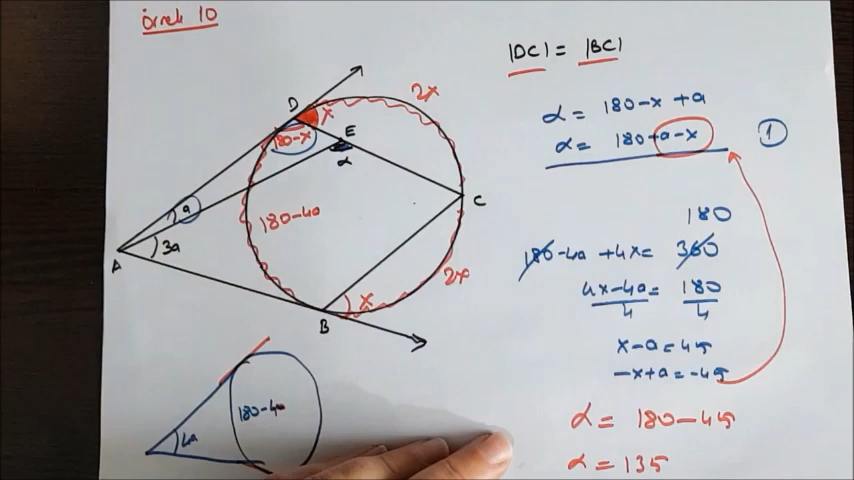 Örnek 10
|DC| = |BC|
α = 180-x+a
α = 180+a-x
1
D
x
2x
180-x
E
α
180-4a
a
3a
A
C
2x
x
B
180
180-4a+4x= 360
4x-4a = 180
4 4
x-a=45
-x+a=-45
α= 180-45
α=135
4a
180-4a